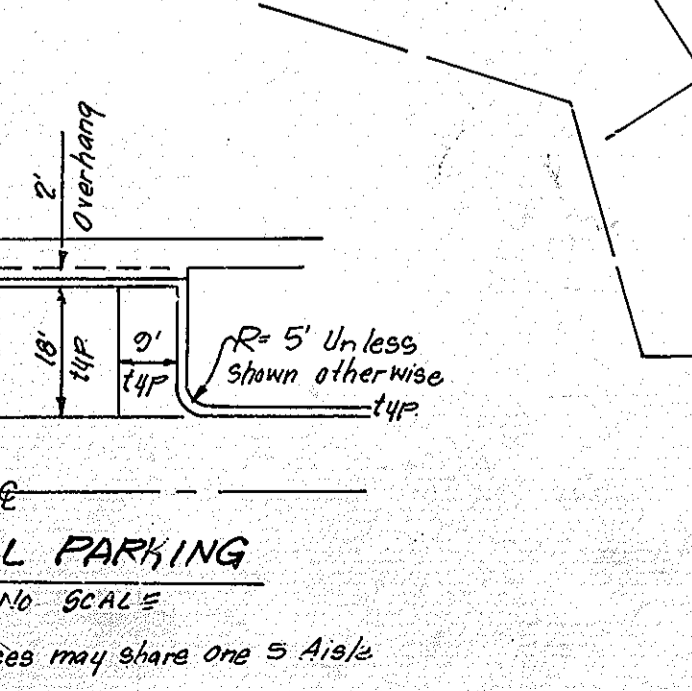 2'
Overhang
18'
typ.
9'
typ
R= 5' Unless
shown otherwise
typ.
℄
L PARKING
NO SCALE
ces may share one 5 Aisle